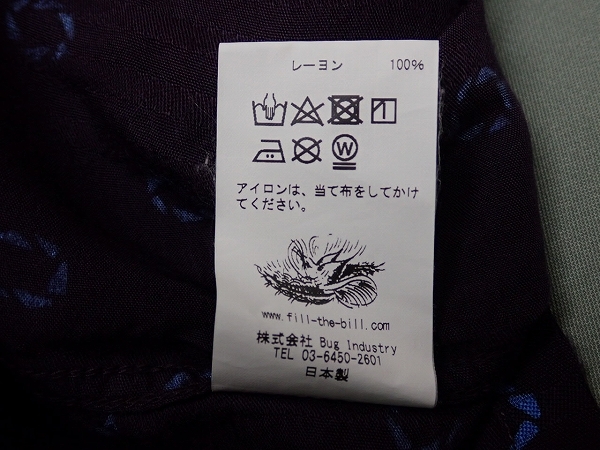 レーヨン 100%
W
アイロンは、当て布をしてかけ
てください。
www.fill-the-bill.com
株式会社 Bug Industry
TEL 03-6450-2601
日本製